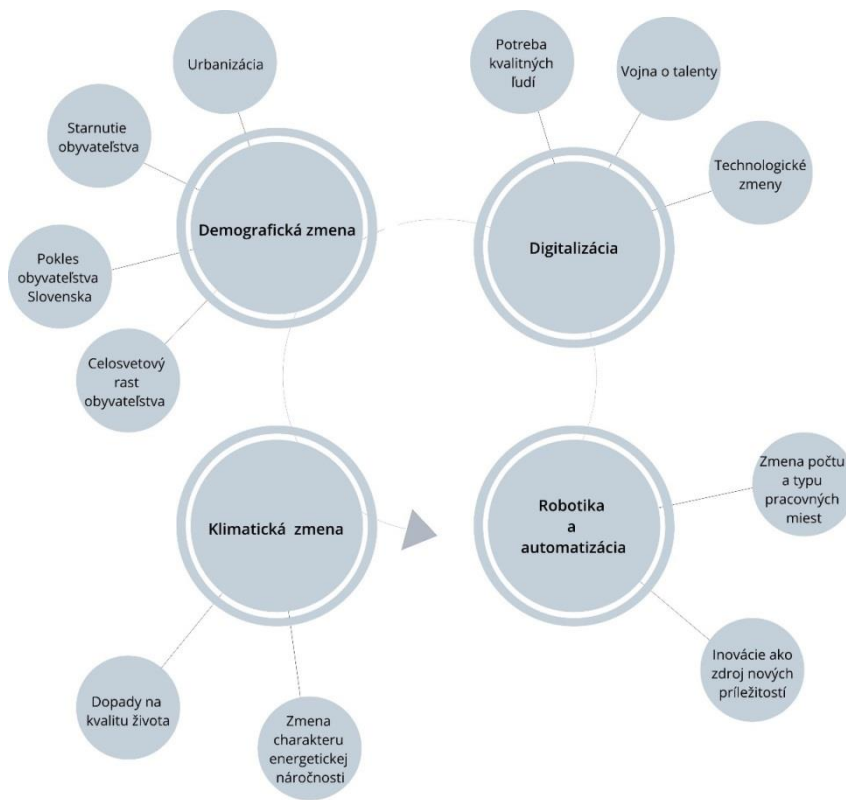 Urbanizácia
Starnutie
obyvateľstva
Pokles
obyvateľstva
Slovenska
Celosvetový
rast
obyvateľstva
Demografická zmena
Potreba
kvalitných
ľudí
Vojna o talenty
Technologické
zmeny
Digitalizácia
Klimatická zmena
Dopady na
kvalitu života
Zmena
charakteru
energetickej
náročnosti
Robotika
a
automatizácia
Zmena počtu
a typu
pracovných
miest
Inovácie ako
zdroj nových
príležitostí